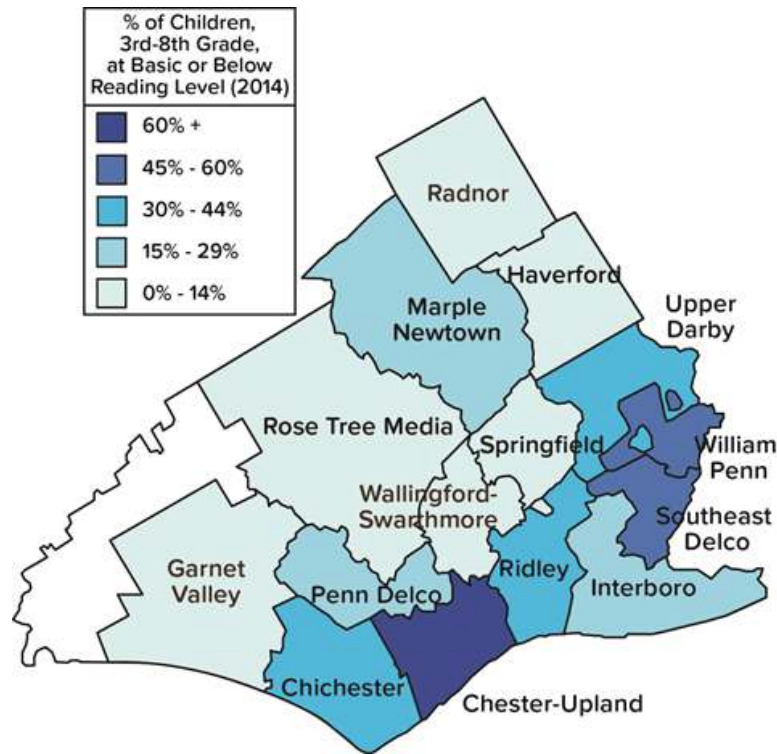 % of Children,
3rd-8th Grade,
at Basic or Below
Reading Level (2014)
60% +
45% - 60%
30% - 44%
15% - 29%
0% - 14%
Radnor
Haverford
Upper
Darby
Marple
Newtown
Rose Tree Media
Springfield
William
Penn
Wallingford-
Swarthmore
Southeast
Delco
Garnet
Valley
Penn Delco
Ridley
Interboro
Chichester
Chester-Upland